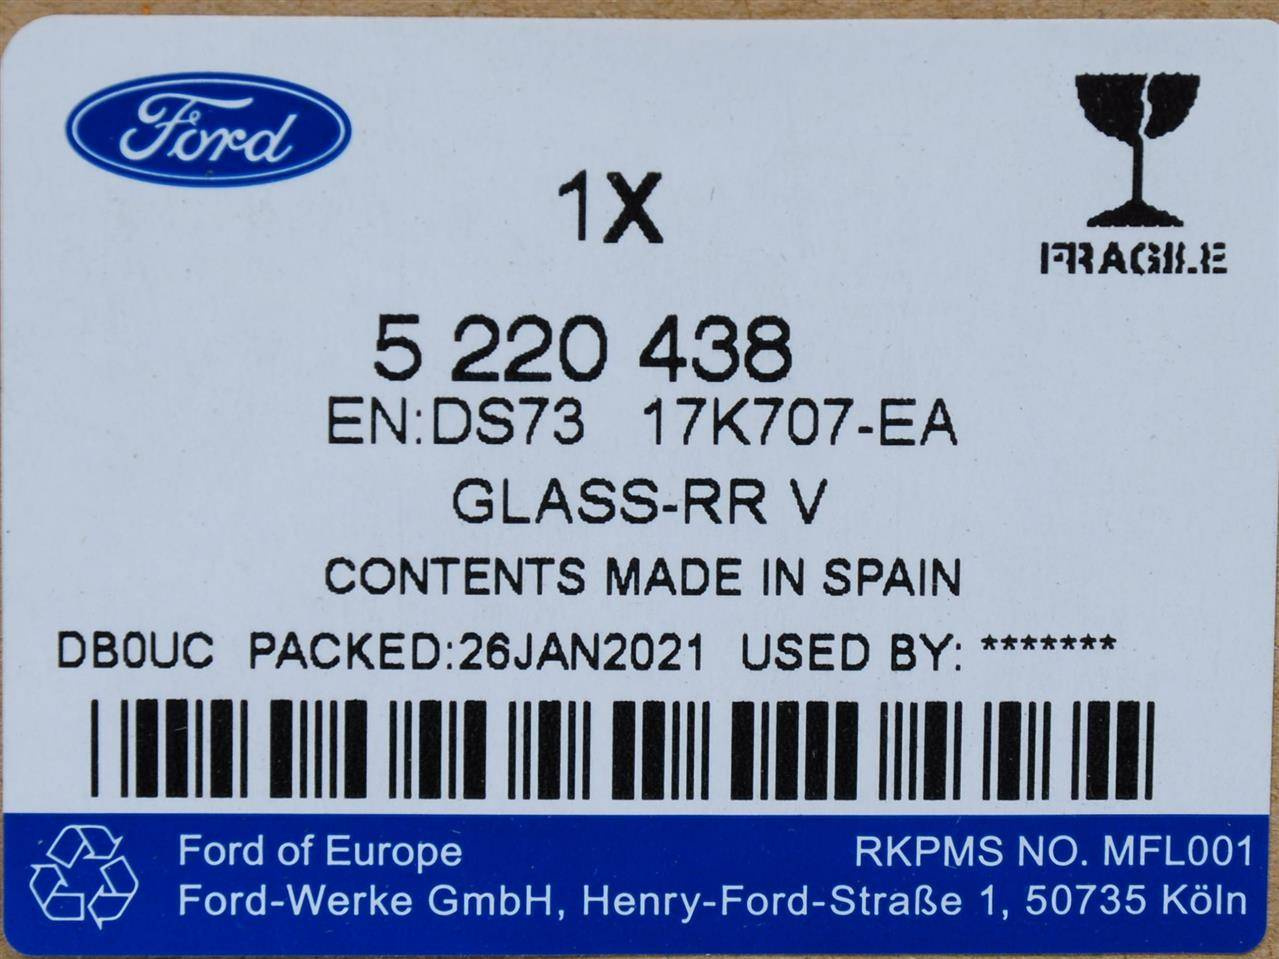 Ford
1X
FRAGILE
5 220 438
EN:DS73 17K707-EA
GLASS-RR V
CONTENTS MADE IN SPAIN
DB0UC PACKED:26JAN2021 USED BY: *******
Ford of Europe RKPMS NO. MFL001
Ford-Werke GmbH, Henry-Ford-Straße 1, 50735 Köln